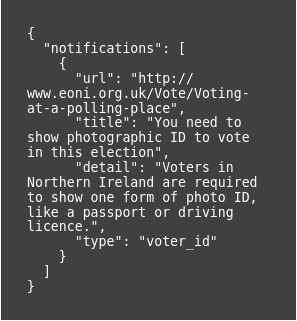 {
  "notifications": [
    {
      "url": "http://
www.eoni.org.uk/Vote/Voting-
at-a-polling-place",
      "title": "You need to
show photographic ID to vote
in this election",
      "detail": "Voters in
Northern Ireland are required
to show one form of photo ID,
like a passport or driving
licence.",
      "type": "voter_id"
    }
  ]
}